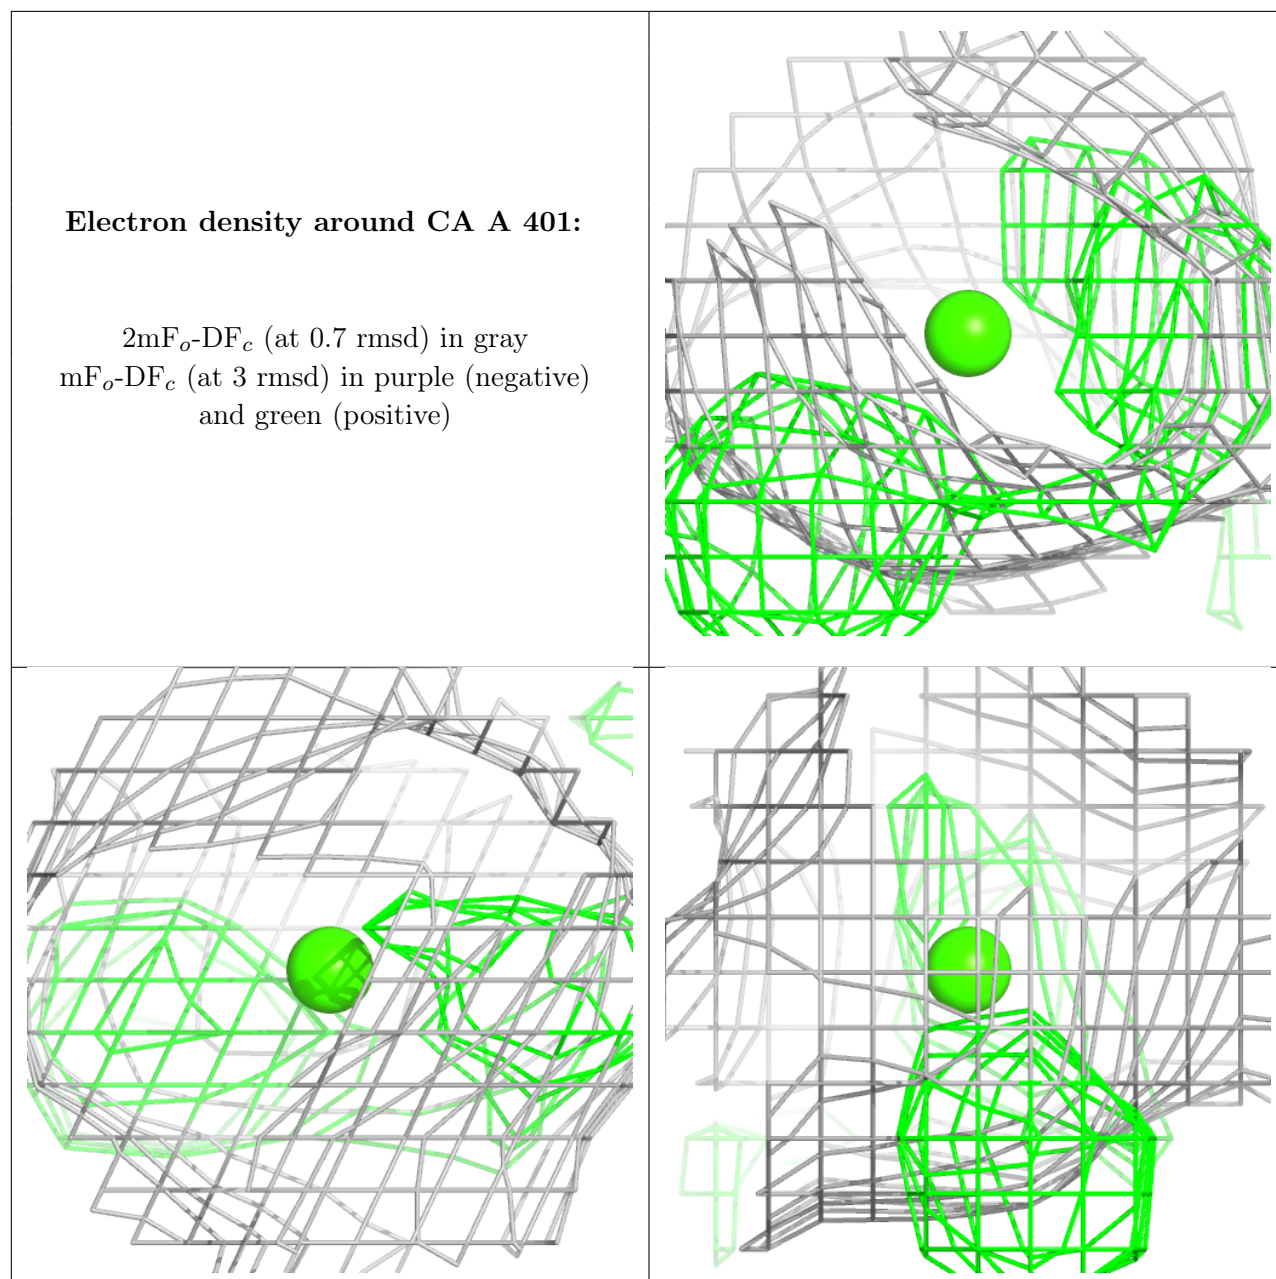 Electron density around CA A 401:
2mFo-DFc (at 0.7 rmsd) in gray
mFo-DFc (at 3 rmsd) in purple (negative)
and green (positive)